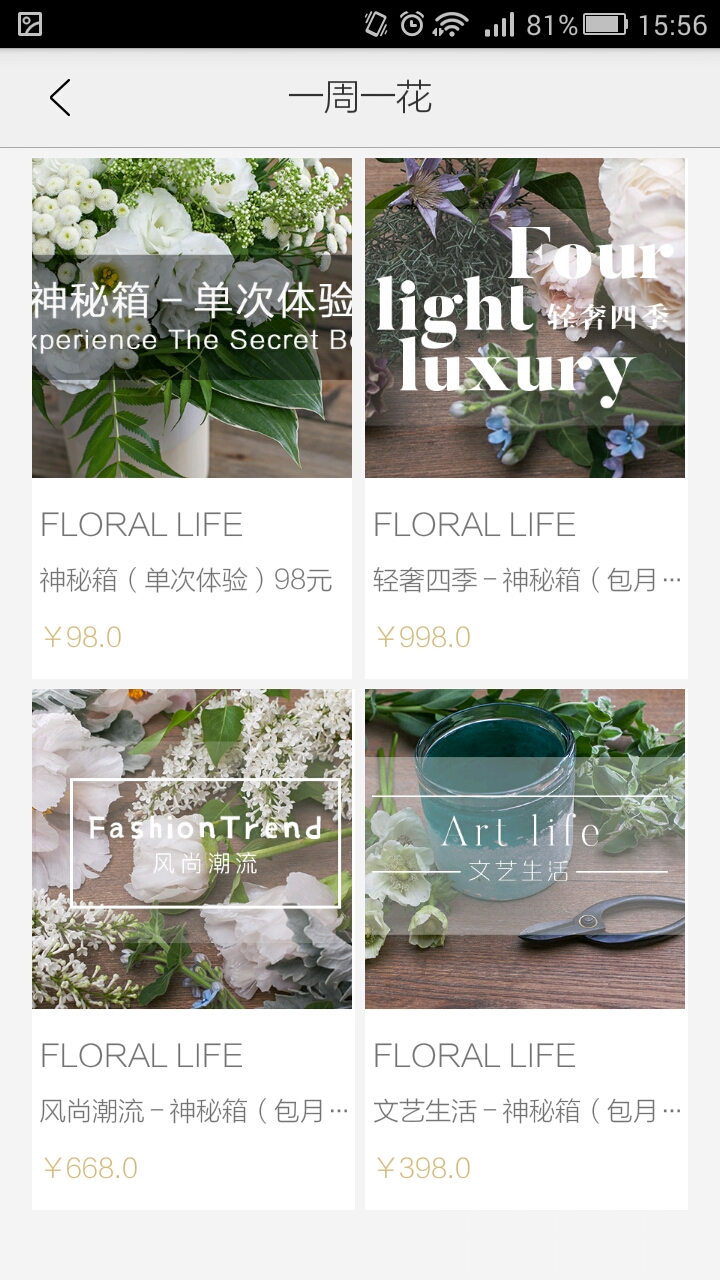 81% 15:56
一周一花
神秘箱－单次体验
xperience The Secret Bo
Four
light
轻奢四季
luxury
FLORAL LIFE
神秘箱（单次体验）98元
￥98.0
FLORAL LIFE
轻奢四季－神秘箱（包月…
￥998.0
FashionTrend
风尚潮流
Art life
文艺生活
FLORAL LIFE
风尚潮流－神秘箱（包月…
￥668.0
FLORAL LIFE
文艺生活－神秘箱（包月…
￥398.0